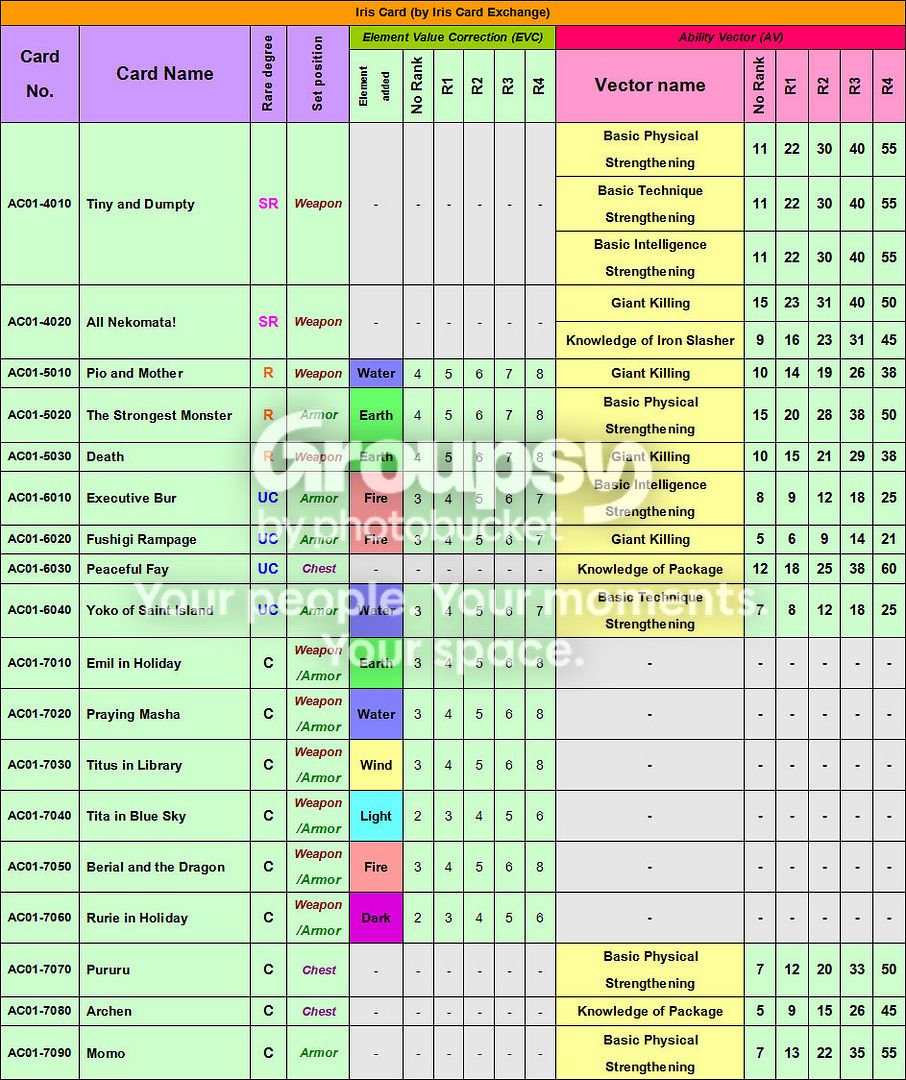 Iris Card (by Iris Card Exchange)
Card No. Card Name Rare degree Set position Element Value Correction (EVC) Ability Vector (AV)
Element added No Rank R1 R2 R3 R4 Vector name No Rank R1 R2 R3 R4
AC01-4010 Tiny and Dumpty SR Weapon - - - - - - Basic Physical Strengthening 11 22 30 40 55
Basic Technique Strengthening 11 22 30 40 55
Basic Intelligence Strengthening 11 22 30 40 55
AC01-4020 All Nekomata! SR Weapon - - - - - - Giant Killing 15 23 31 40 50
Knowledge of Iron Slasher 9 16 23 31 45
AC01-5010 Pio and Mother R Weapon Water 4 5 6 7 8 Giant Killing 10 14 19 26 38
AC01-5020 The Strongest Monster R Armor Earth 4 5 6 7 8 Basic Physical Strengthening 15 20 28 38 50
AC01-5030 Death R Weapon Earth 4 5 6 7 8 Giant Killing 10 15 21 29 38
Groupsy
AC01-6010 Executive Bur UC Armor Fire 3 4 5 6 7 Basic Intelligence Strengthening 8 9 12 18 25
by photobucket
AC01-6020 Fushigi Rampage UC Armor Fire 3 4 5 6 7 Giant Killing 5 6 9 14 21
AC01-6030 Peaceful Fay UC Chest - - - - - - Knowledge of Package 12 18 25 38 60
Your people. Your moments.
AC01-6040 Yoko of Saint Island UC Armor Water 3 4 5 6 7 Basic Technique Strengthening 7 8 12 18 25
Your space.
AC01-7010 Emil in Holiday C Weapon /Armor Earth 3 4 5 6 8 - - - - - -
AC01-7020 Praying Masha C Weapon /Armor Water 3 4 5 6 8 - - - - - -
AC01-7030 Titus in Library C Weapon /Armor Wind 3 4 5 6 8 - - - - - -
AC01-7040 Tita in Blue Sky C Weapon /Armor Light 2 3 4 5 6 - - - - - -
AC01-7050 Berial and the Dragon C Weapon /Armor Fire 3 4 5 6 8 - - - - - -
AC01-7060 Rurie in Holiday C Weapon /Armor Dark 2 3 4 5 6 - - - - - -
AC01-7070 Pururu C Chest - - - - - - Basic Physical Strengthening 7 12 20 33 50
AC01-7080 Archen C Chest - - - - - - Knowledge of Package 5 9 15 26 45
AC01-7090 Momo C Armor - - - - - - Basic Physical Strengthening 7 13 22 35 55